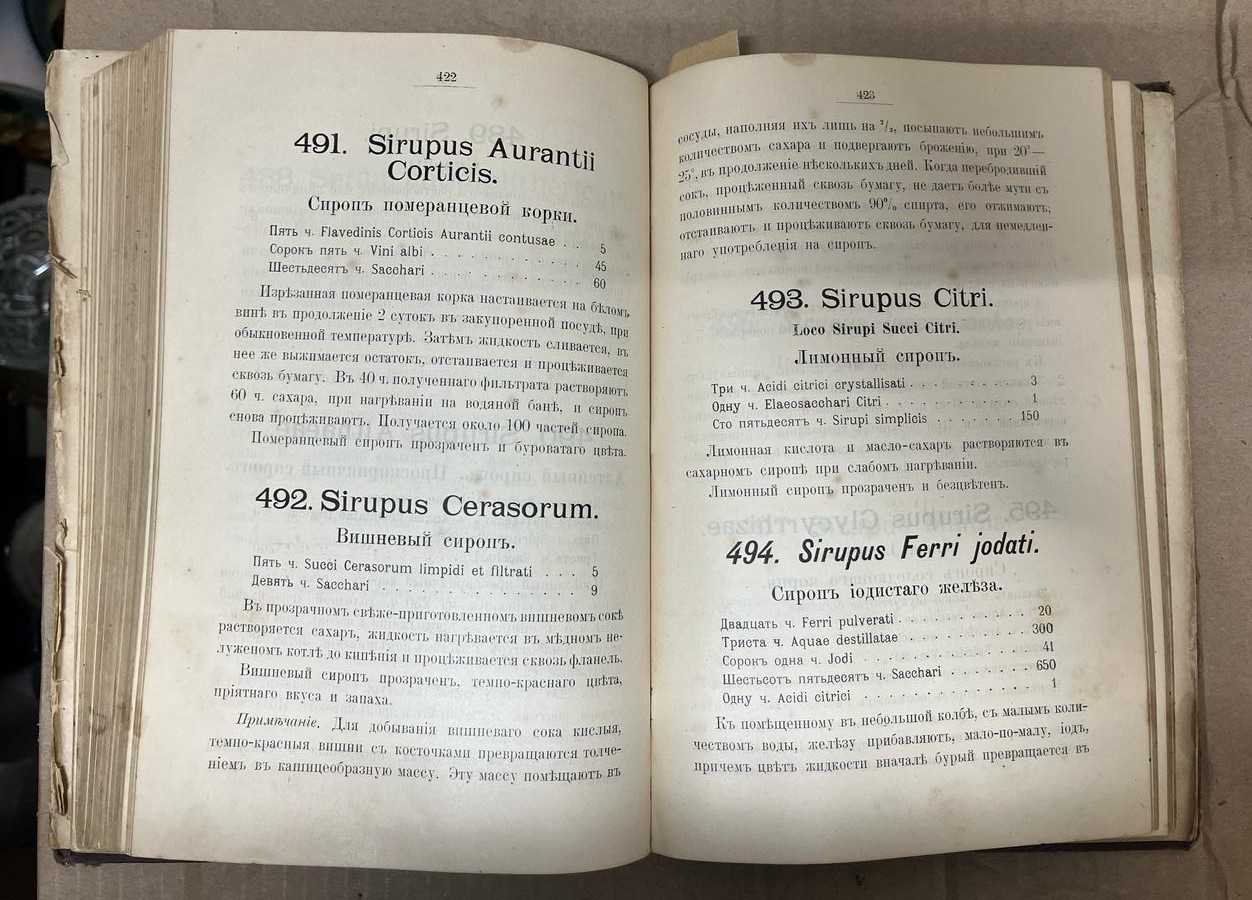 422
491. Sirupus Aurantii
Corticis.
Сиропъ померанцевой корки.
Пять ч. Flavedinis Corticis Aurantii contusae . . 5
Сорокъ пять ч. Vini albi . . . . . . . . . . 45
Шестьдесятъ ч. Sacchari . . . . . . . . . . 60
Изрѣзанная померанцевая корка настаивается на бѣломъ
винѣ въ продолженіе 2 сутокъ въ закупоренной посудѣ, при
обыкновенной температурѣ. Затѣмъ жидкость сливается, въ
нее же выжимается остатокъ, отстаивается и процѣживается
сквозь бумагу. Въ 40 ч. полученнаго фильтрата растворяютъ
60 ч. сахара, при нагрѣваніи на водяной банѣ, и сиропъ
снова процѣживаютъ. Получается около 100 частей сиропа.
Померанцевый сиропъ прозраченъ и буроватаго цвѣта.
492. Sirupus Cerasorum.
Вишневый сиропъ.
Пять ч. Succi Cerasorum limpidi et filtrati . . . 5
Девять ч. Sacchari . . . . . . . . . . . . 9
Въ прозрачномъ свѣже-приготовленномъ вишневомъ сокѣ
растворяется сахаръ, жидкость нагрѣвается въ мѣдномъ не-
луженомъ котлѣ до кипѣнія и процѣживается сквозь фланель.
Вишневый сиропъ прозраченъ, темно-краснаго цвѣта,
пріятнаго вкуса и запаха.
Примѣчаніе. Для добыванія вишневаго сока кислыя,
темно-красныя вишни съ косточками превращаются толче-
ніемъ въ кашицеобразную массу. Эту массу помѣщаютъ въ
423
сосуды, наполняя ихъ лишь на ²/₃, посыпаютъ небольшимъ
количествомъ сахара и подвергаютъ броженію, при 20°—
25°, въ продолженіе нѣсколькихъ дней. Когда перебродившій
сокъ, процѣженный сквозь бумагу, не даетъ болѣе мути съ
половиннымъ количествомъ 90% спирта, его отжимаютъ,
отстаиваютъ и процѣживаютъ сквозь бумагу, для немедлен-
наго употребленія на сиропъ.
493. Sirupus Citri.
Loco Sirupi Succi Citri.
Лимонный сиропъ.
Три ч. Acidi citrici crystallisati . . . . . . . . 3
Одну ч. Elaeosacchari Citri . . . . . . . . . 1
Сто пятьдесятъ ч. Sirupi simplicis . . . . . . 150
Лимонная кислота и масло-сахаръ растворяются въ
сахарномъ сиропѣ при слабомъ нагрѣваніи.
Лимонный сиропъ прозраченъ и безцвѣтенъ.
494. Sirupus Ferri jodati.
Сиропъ іодистаго желѣза.
Двадцать ч. Ferri pulverati . . . . . . . . 20
Триста ч. Aquae destillatae . . . . . . . . 300
Сорокъ одна ч. Jodi . . . . . . . . . . . 41
Шестьсотъ пятьдесятъ ч. Sacchari . . . . . . 650
Одну ч. Acidi citrici . . . . . . . . . . . 1
Къ помѣщенному въ небольшой колбѣ, съ малымъ коли-
чествомъ воды, желѣзу прибавляютъ, мало-по-малу, іодъ,
причемъ цвѣтъ жидкости вначалѣ бурый превращается въ